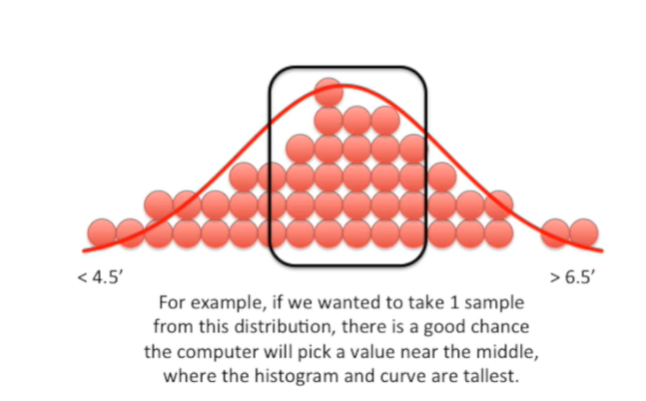 < 4.5′
> 6.5′
For example, if we wanted to take 1 sample
from this distribution, there is a good chance
the computer will pick a value near the middle,
where the histogram and curve are tallest.